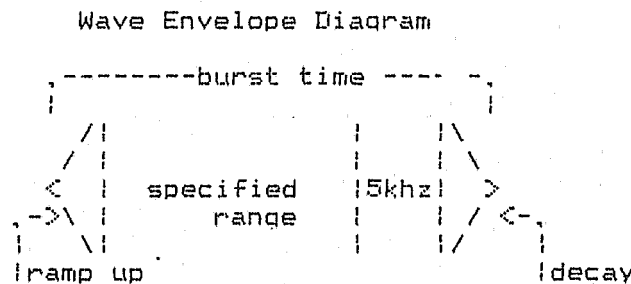 Wave Envelope Diagram
burst time
specified 5khz
range
ramp up decay